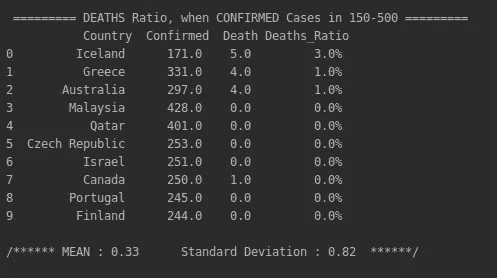 ========= DEATHS Ratio, when CONFIRMED Cases in 150-500 =========
Country Confirmed Death Deaths_Ratio
0 Iceland 171.0 5.0 3.0%
1 Greece 331.0 4.0 1.0%
2 Australia 297.0 4.0 1.0%
3 Malaysia 428.0 0.0 0.0%
4 Qatar 401.0 0.0 0.0%
5 Czech Republic 253.0 0.0 0.0%
6 Israel 251.0 0.0 0.0%
7 Canada 250.0 1.0 0.0%
8 Portugal 245.0 0.0 0.0%
9 Finland 244.0 0.0 0.0%
/****** MEAN : 0.33 Standard Deviation : 0.82 ******/